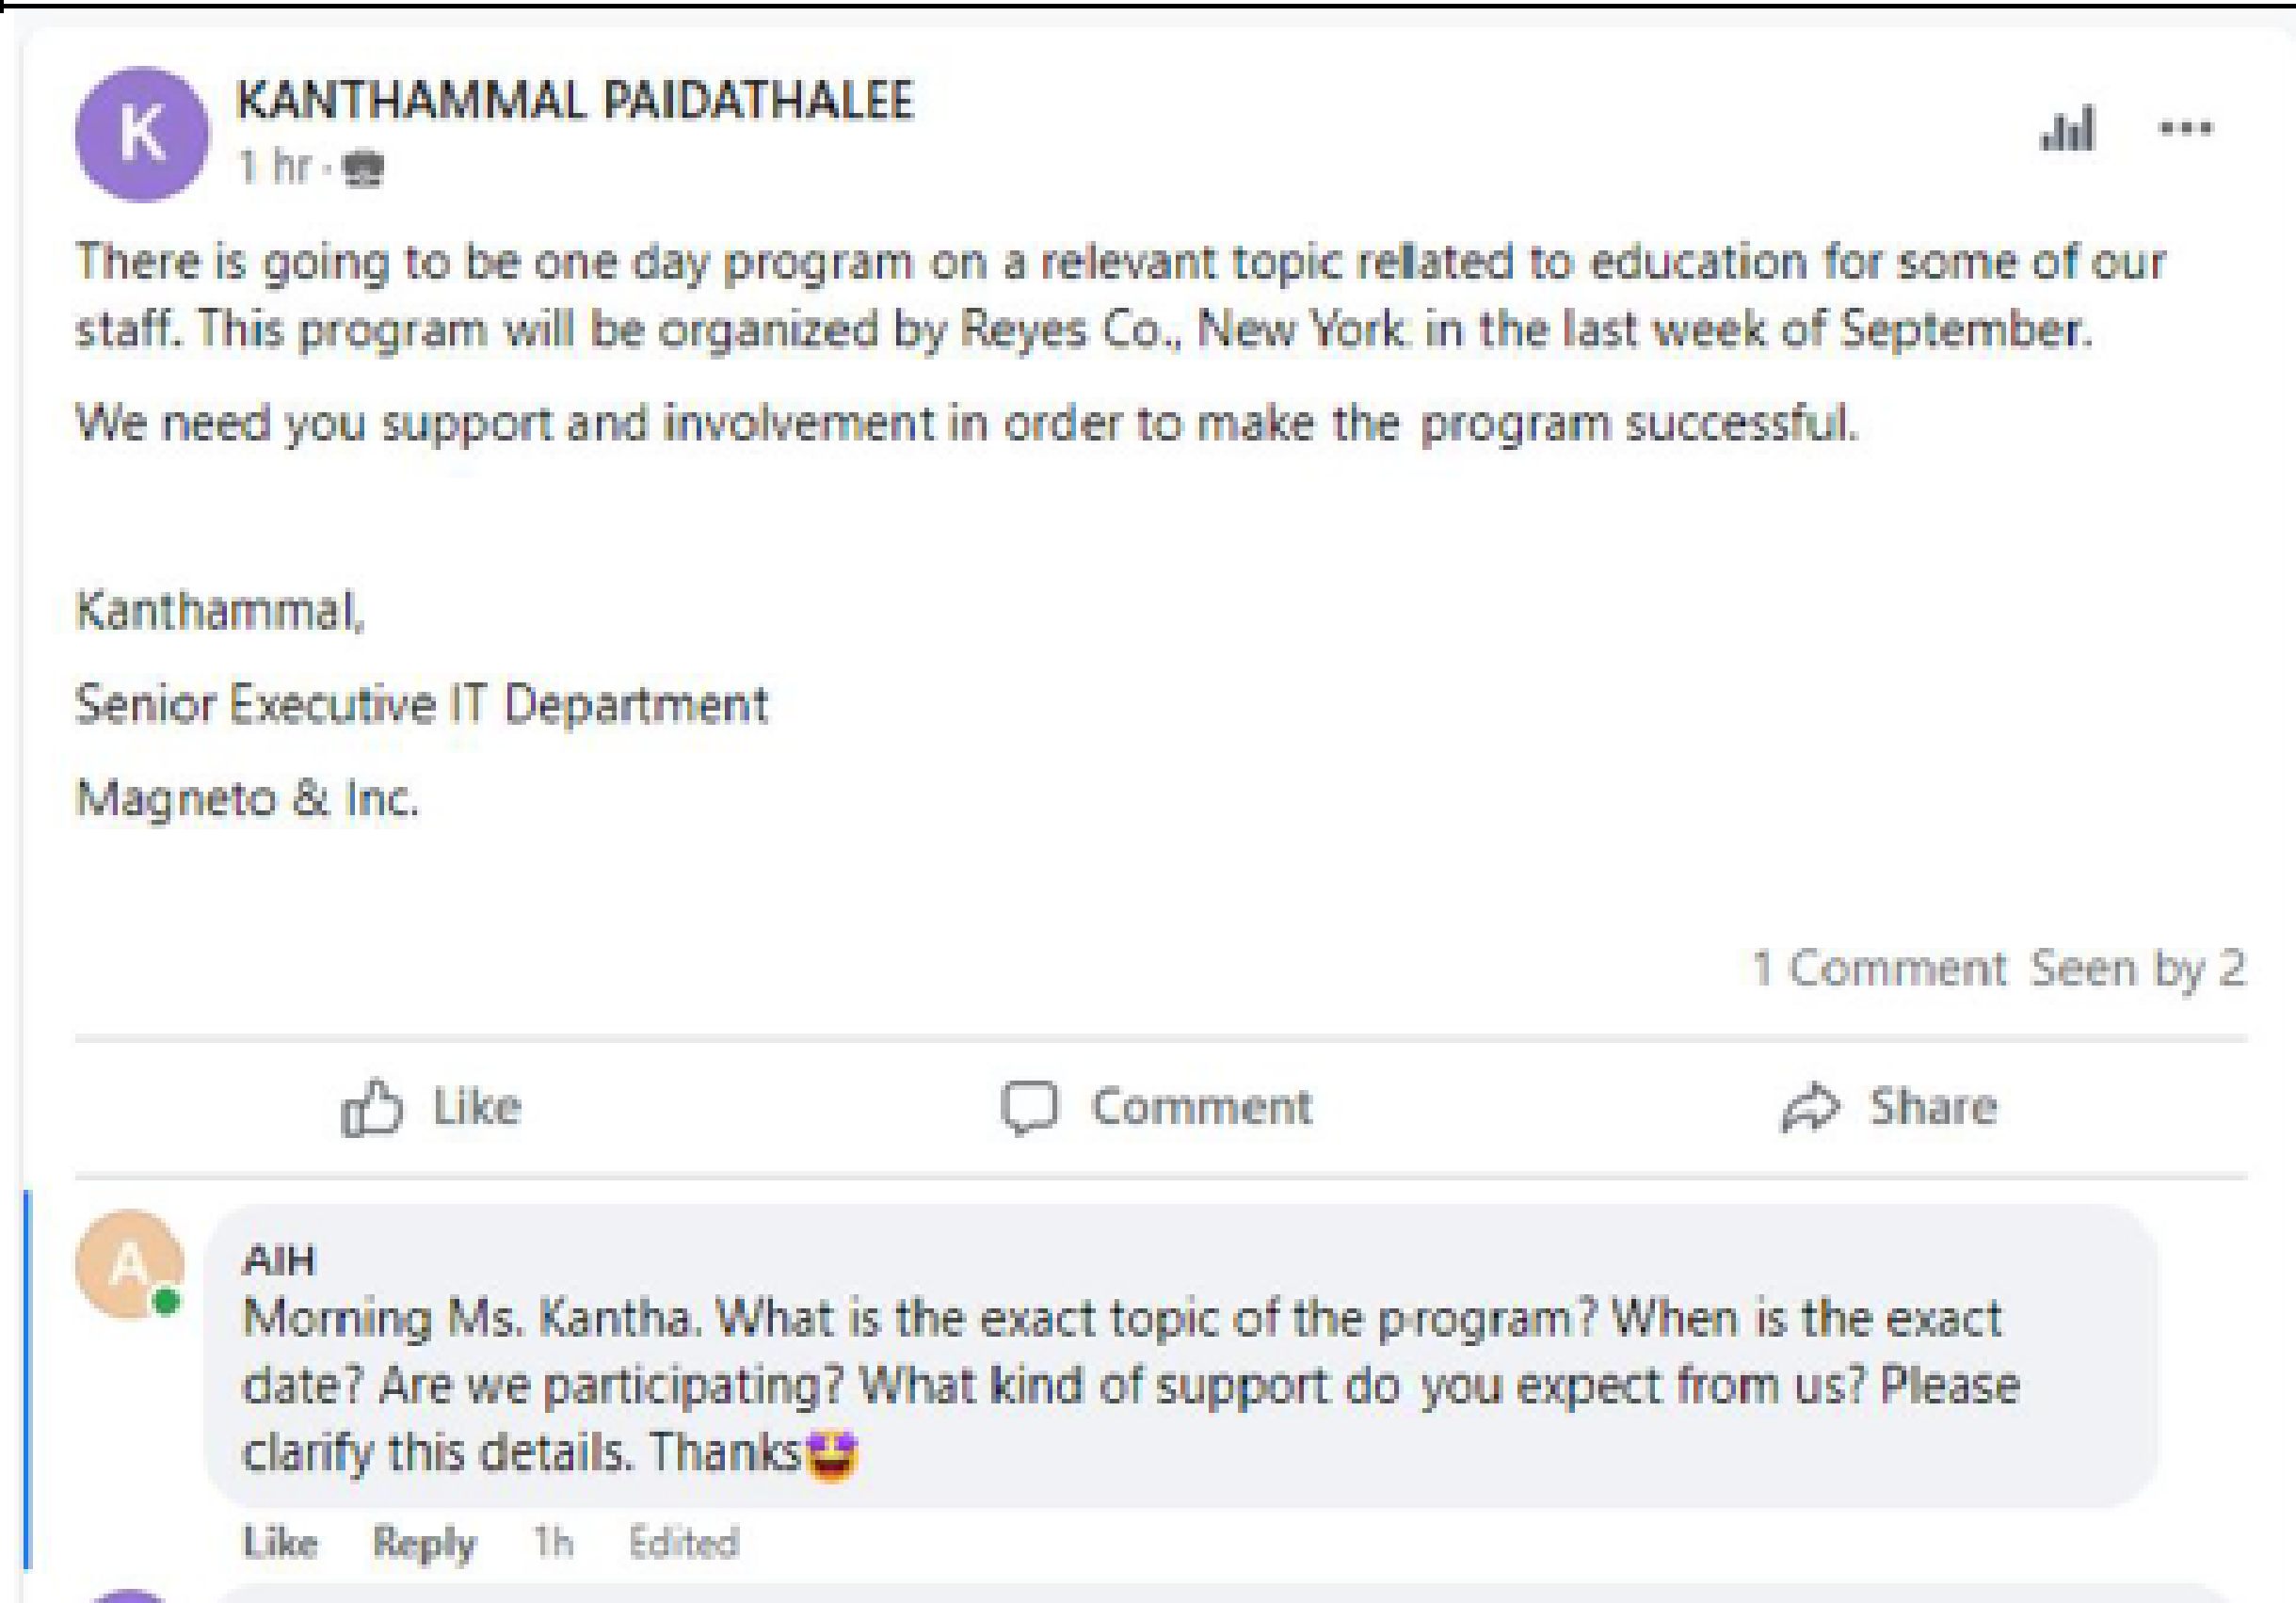 K
KANTHAMMAL PAIDATHALEE
1 hr ·
There is going to be one day program on a relevant topic related to education for some of our
staff. This program will be organized by Reyes Co., New York in the last week of September.
We need you support and involvement in order to make the program successful.
Kanthammal,
Senior Executive IT Department
Magneto & Inc.
1 Comment Seen by 2
Like Comment Share
A
AIH
Morning Ms. Kantha. What is the exact topic of the program? When is the exact
date? Are we participating? What kind of support do you expect from us? Please
clarify this details. Thanks🤩
Like Reply 1h Edited